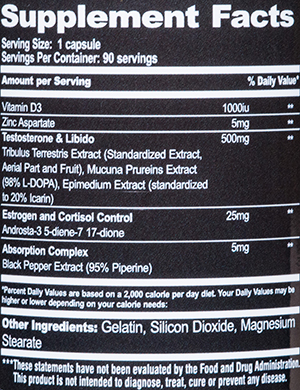 Supplement Facts
Serving Size: 1 capsule
Servings Per Container: 90 servings
Amount per Serving % Daily Value*
Vitamin D3 1000iu **
Zinc Aspartate 5mg **
Testosterone & Libido 500mg **
Tribulus Terrestris Extract (Standardized Extract,
Aerial Part and Fruit), Mucuna Prureins Extract
(98% L-DOPA), Epimedium Extract (standardized
to 20% Icarin)
Estrogen and Cortisol Control 25mg **
Androsta-3 5-diene-7 17-dione
Absorption Complex 5mg **
Black Pepper Extract (95% Piperine)
*Percent Daily Values are based on a 2,000 calorie per day diet. Your Daily Values may be
higher or lower depending on your calorie needs:
Other Ingredients: Gelatin, Silicon Dioxide, Magnesium
Stearate
***These statements have not been evaluated by the Food and Drug Administration.
This product is not intended to diagnose, treat, cure or prevent any disease.